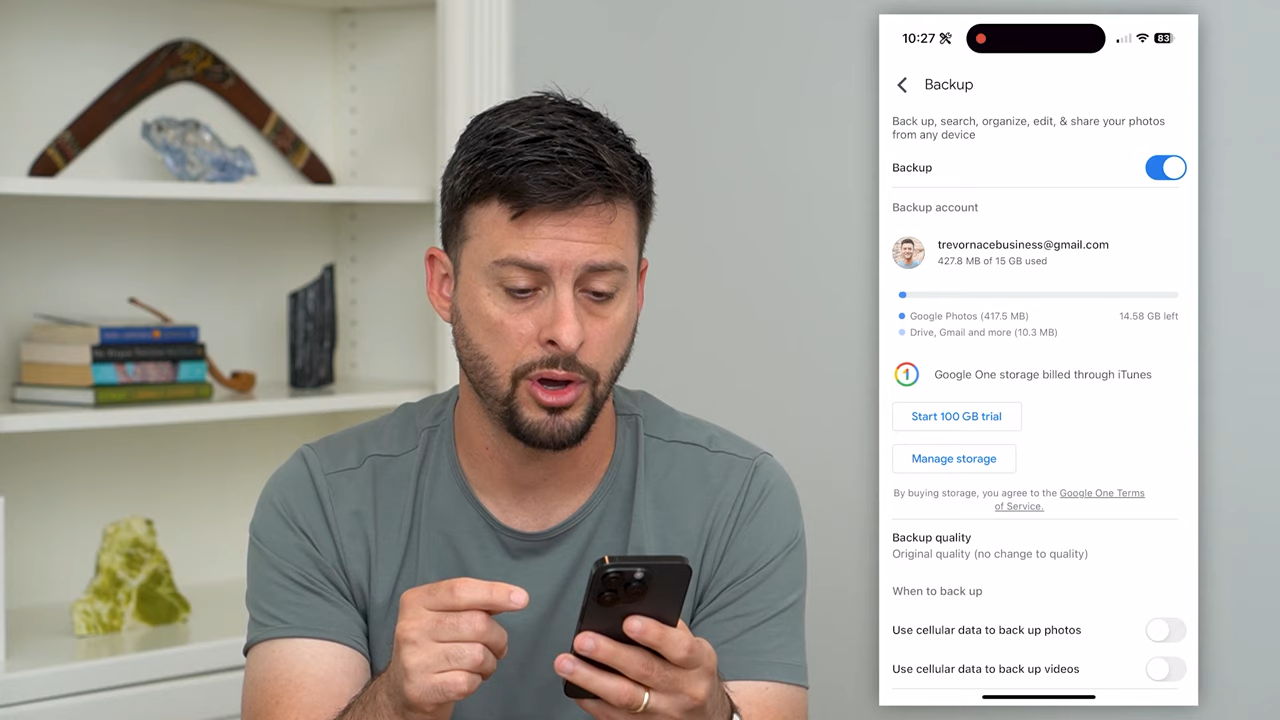 10:27
83
Backup
Back up, search, organize, edit, & share your photos
from any device
Backup
Backup account
trevornacebusiness@gmail.com
427.8 MB of 15 GB used
Google Photos (417.5 MB)
14.58 GB left
Drive, Gmail and more (10.3 MB)
1
Google One storage billed through iTunes
Start 100 GB trial
Manage storage
By buying storage, you agree to the Google One Terms
of Service.
Backup quality
Original quality (no change to quality)
When to back up
Use cellular data to back up photos
Use cellular data to back up videos